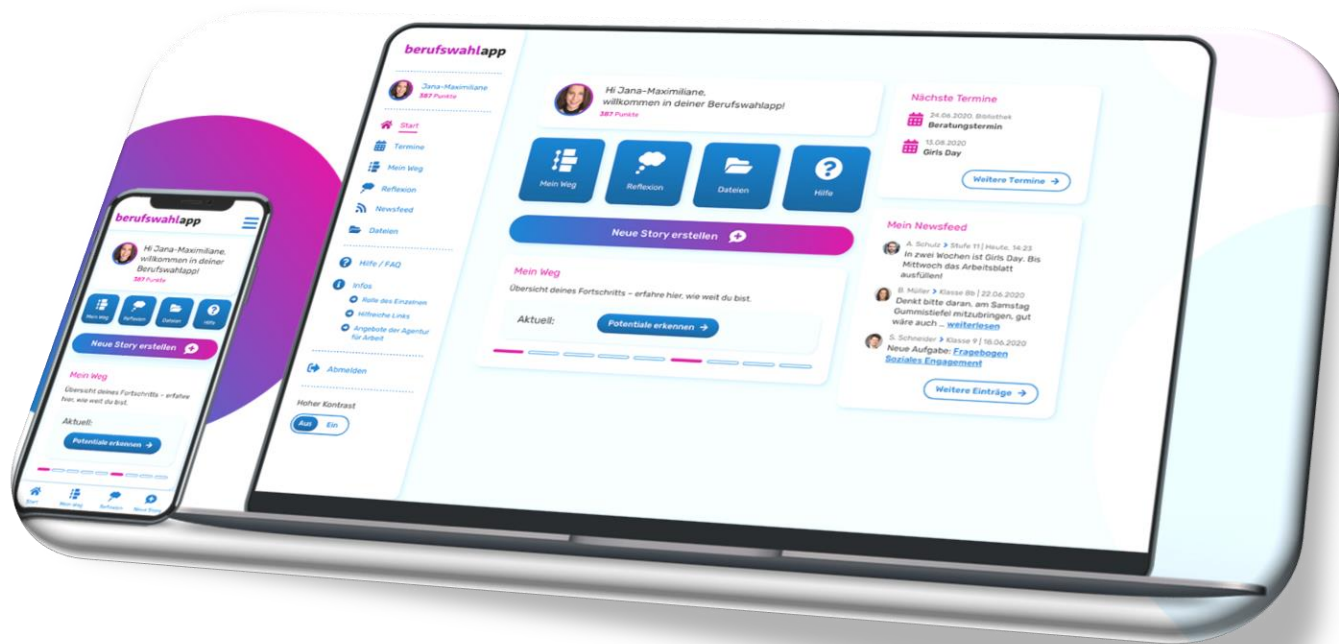 berufswahlapp
Jana-Maximiliane
387 Punkte
Start
Termine
Mein Weg
Reflexion
Newsfeed
Dateien
Hilfe / FAQ
Infos
Rolle des Einzelnen
Hilfreiche Links
Angebote der Agentur
für Arbeit
Abmelden
Hoher Kontrast
Aus Ein
Hi Jana-Maximiliane,
willkommen in deiner Berufswahlapp!
387 Punkte
Mein Weg
Reflexion
Dateien
Hilfe
Neue Story erstellen
Mein Weg
Übersicht deines Fortschritts – erfahre hier, wie weit du bist.
Aktuell:
Potentiale erkennen
Nächste Termine
24.06.2020, Bibliothek
Beratungstermin
13.08.2020
Girls Day
Weitere Termine
Mein Newsfeed
A. Schulz > Stufe 11 | Heute, 14:23
In zwei Wochen ist Girls Day. Bis
Mittwoch das Arbeitsblatt
ausfüllen!
B. Müller > Klasse 8b | 22.06.2020
Denkt bitte daran, am Samstag
Gummistiefel mitzubringen, gut
wäre auch ... weiterlesen
S. Schneider > Klasse 9 | 18.06.2020
Neue Aufgabe: Fragebogen
Soziales Engagement
Weitere Einträge
berufswahlapp
Hi Jana-Maximiliane,
willkommen in deiner
Berufswahlapp!
387 Punkte
Mein Weg
Reflexion
Dateien
Hilfe
Neue Story erstellen
Mein Weg
Übersicht deines Fortschritts – erfahre
hier, wie weit du bist.
Aktuell:
Potentiale erkennen
Start
Mein Weg
Reflexion
Neue Story